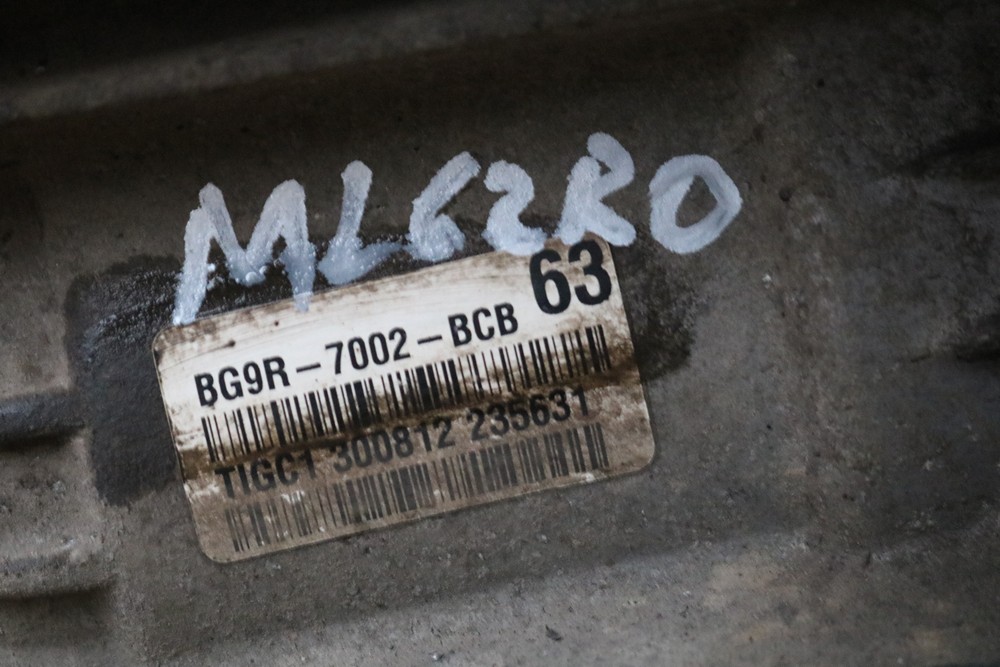 ML62RO
63
BG9R-7002-BCB
TIGC1 300812 235631